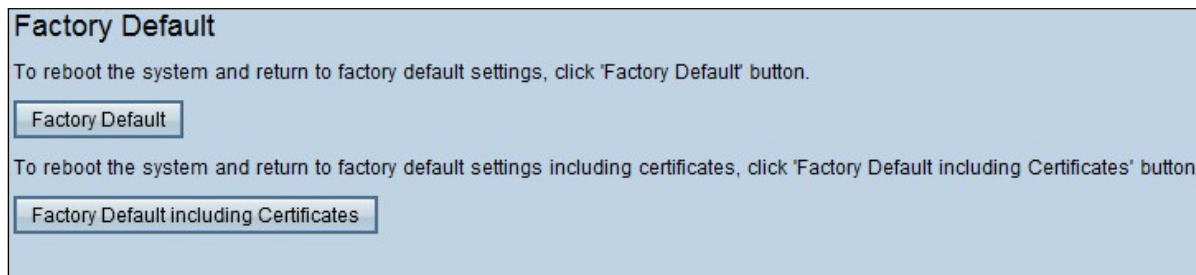 Factory Default
To reboot the system and return to factory default settings, click 'Factory Default' button.
Factory Default
To reboot the system and return to factory default settings including certificates, click 'Factory Default including Certificates' button
Factory Default including Certificates